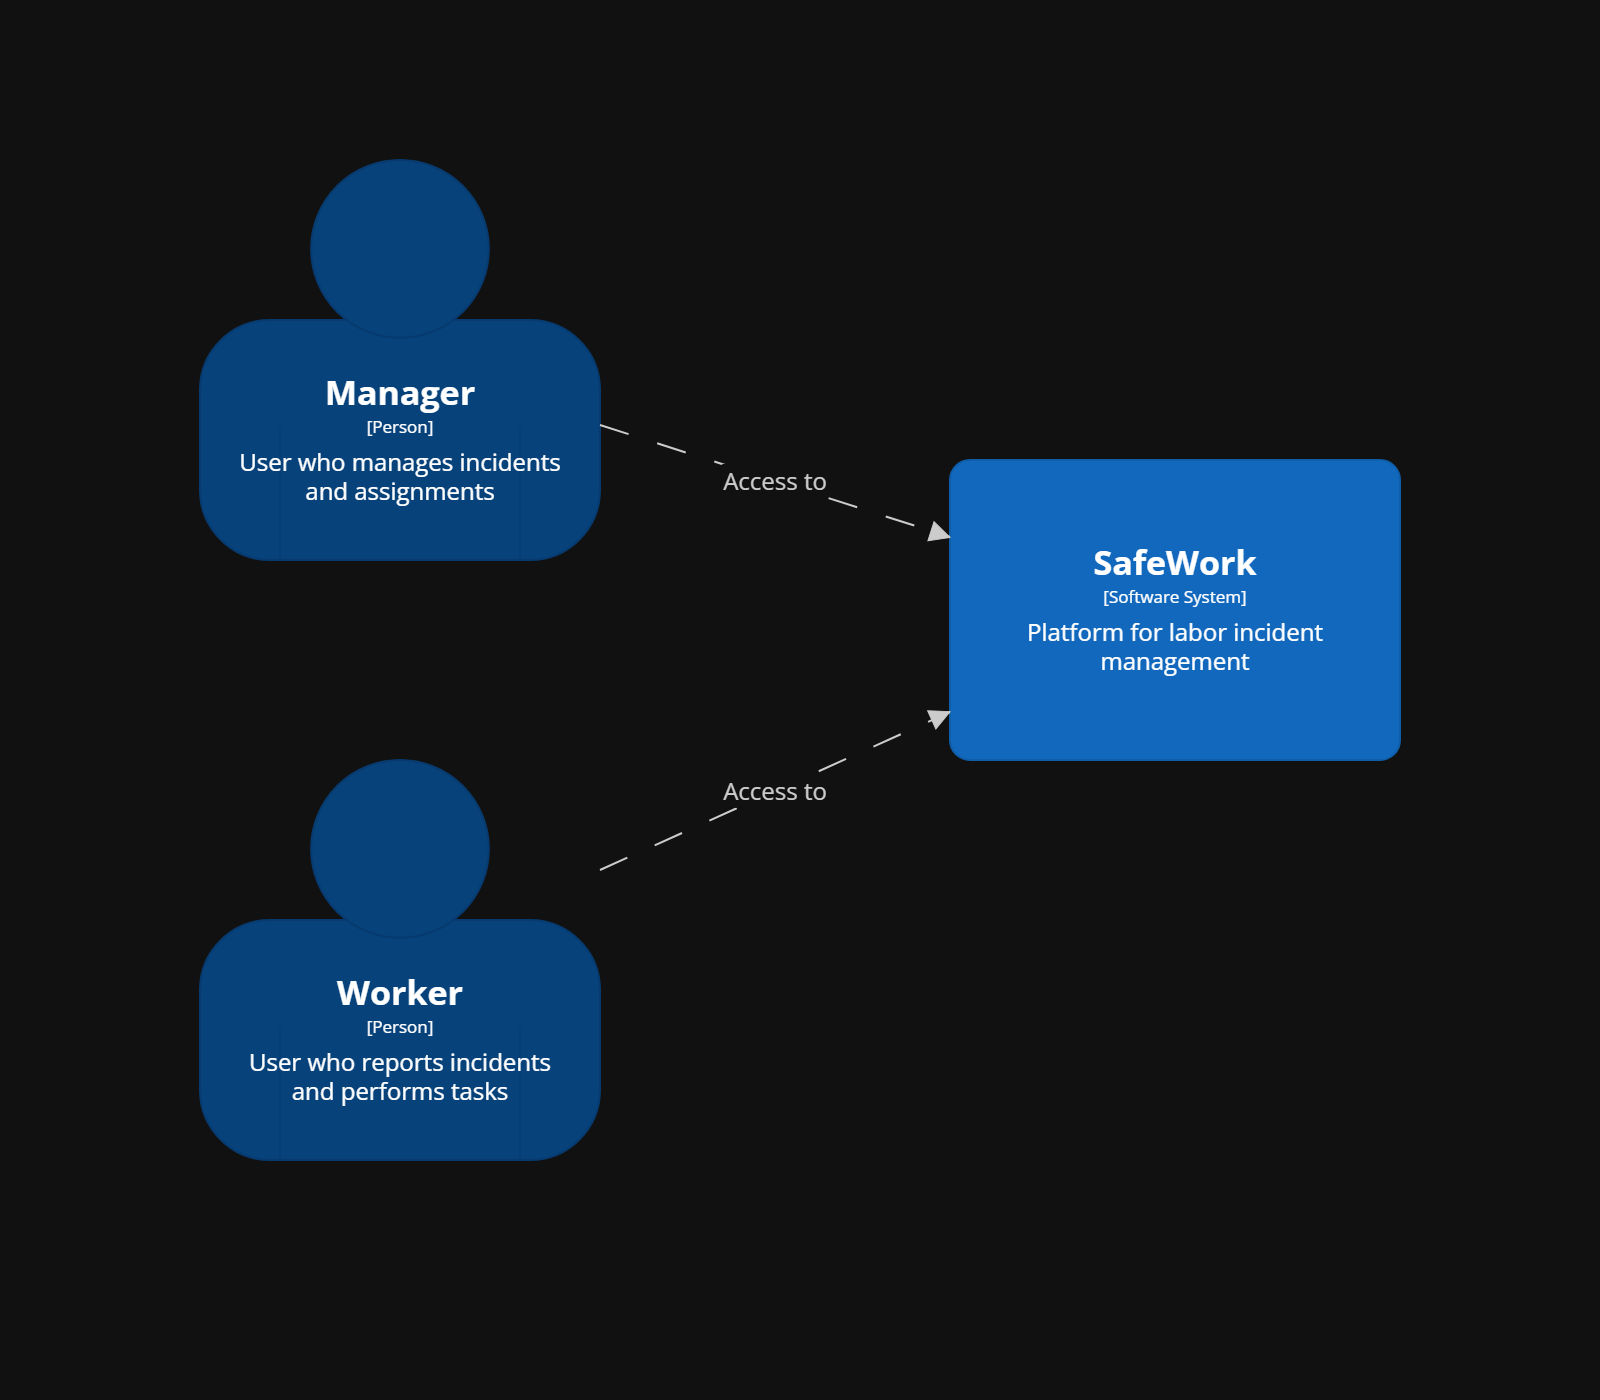 Manager
[Person]
User who manages incidents
and assignments
Access to
SafeWork
[Software System]
Platform for labor incident
management
Access to
Worker
[Person]
User who reports incidents
and performs tasks